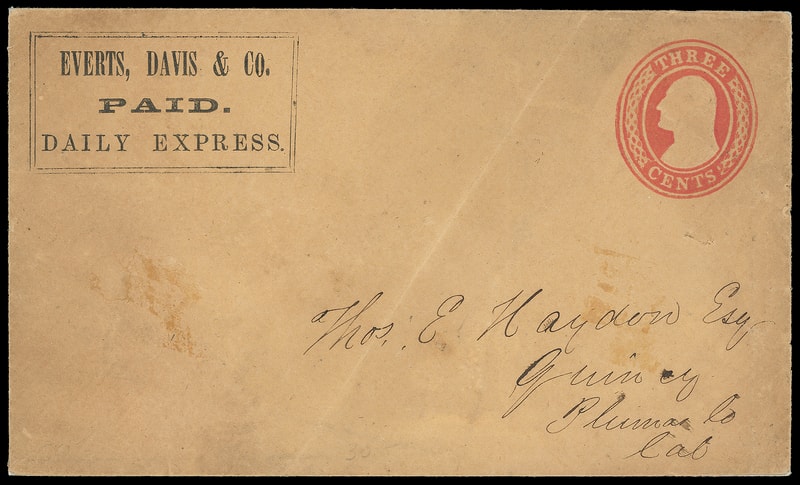 EVERTS, DAVIS & CO.
PAID.
DAILY EXPRESS.
THREE
CENTS
Thos. E Haydon Esq
Quincy
Plumas Co
Cal